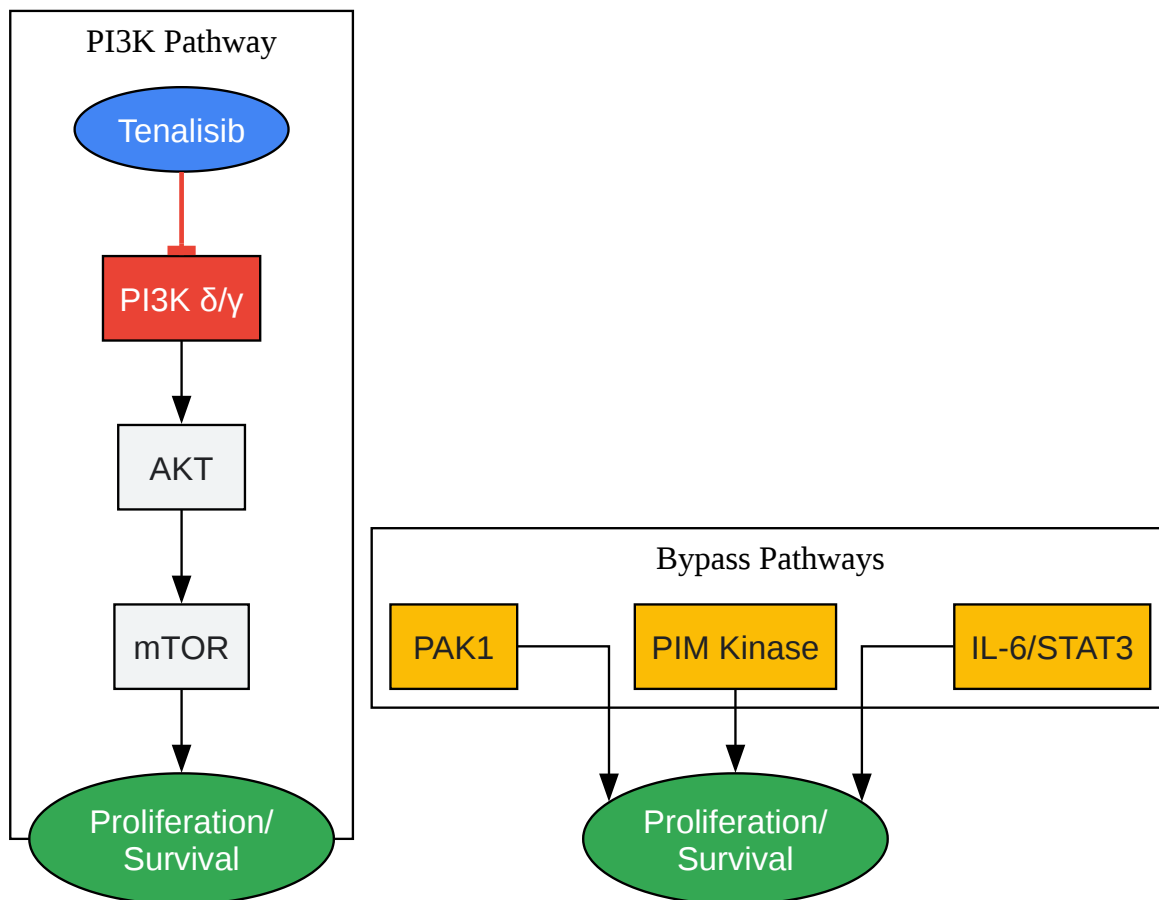 PI3K Pathway
Tenalisib
PI3K δ/γ
AKT
mTOR
Proliferation/
Survival
Bypass Pathways
PAK1
PIM Kinase
IL-6/STAT3
Proliferation/
Survival